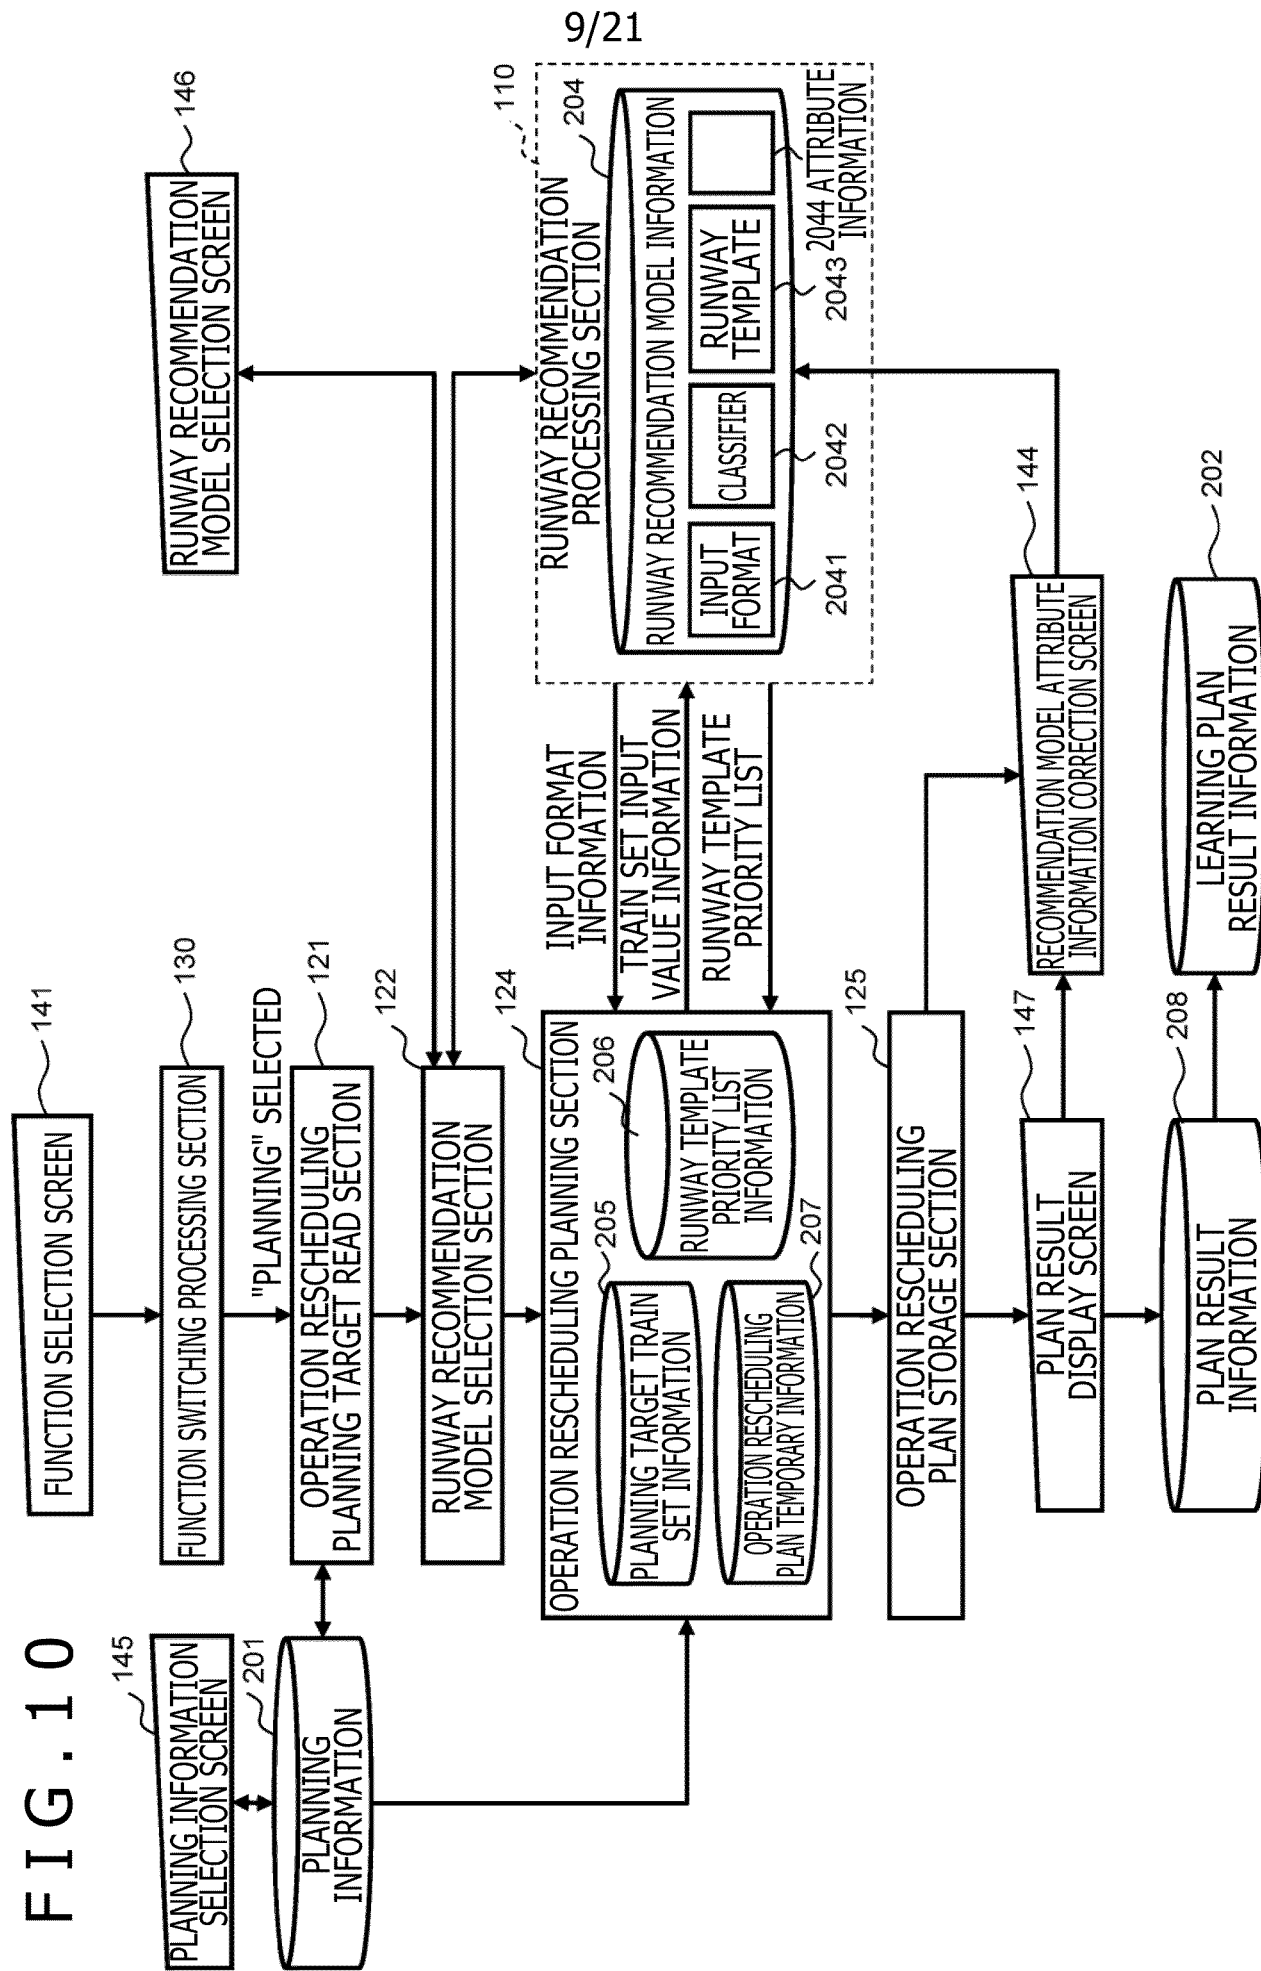 9/21
FIG.10
FUNCTION SELECTION SCREEN
141
FUNCTION SWITCHING PROCESSING SECTION
130
"PLANNING" SELECTED
PLANNING INFORMATION
SELECTION SCREEN
145
PLANNING
INFORMATION
201
OPERATION RESCHEDULING
PLANNING TARGET READ SECTION
121
RUNWAY RECOMMENDATION
MODEL SELECTION SECTION
122
RUNWAY RECOMMENDATION
MODEL SELECTION SCREEN
146
OPERATION RESCHEDULING PLANNING SECTION
124
PLANNING TARGET TRAIN
SET INFORMATION
205
RUNWAY TEMPLATE
PRIORITY LIST
INFORMATION
206
OPERATION RESCHEDULING
PLAN TEMPORARY INFORMATION
207
INPUT FORMAT
INFORMATION
TRAIN SET INPUT
VALUE INFORMATION
RUNWAY TEMPLATE
PRIORITY LIST
110
RUNWAY RECOMMENDATION
PROCESSING SECTION
204
RUNWAY RECOMMENDATION MODEL INFORMATION
INPUT
FORMAT
2041
CLASSIFIER
2042
RUNWAY
TEMPLATE
2043
2044 ATTRIBUTE
INFORMATION
OPERATION RESCHEDULING
PLAN STORAGE SECTION
125
PLAN RESULT
DISPLAY SCREEN
147
RECOMMENDATION MODEL ATTRIBUTE
INFORMATION CORRECTION SCREEN
144
PLAN RESULT
INFORMATION
208
LEARNING PLAN
RESULT INFORMATION
202